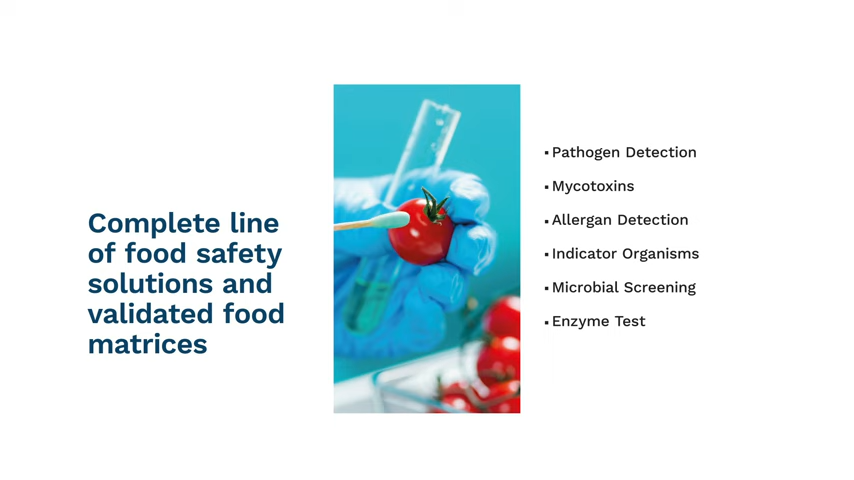 Complete line
of food safety
solutions and
validated food
matrices
▪ Pathogen Detection
▪ Mycotoxins
▪ Allergan Detection
▪ Indicator Organisms
▪ Microbial Screening
▪ Enzyme Test